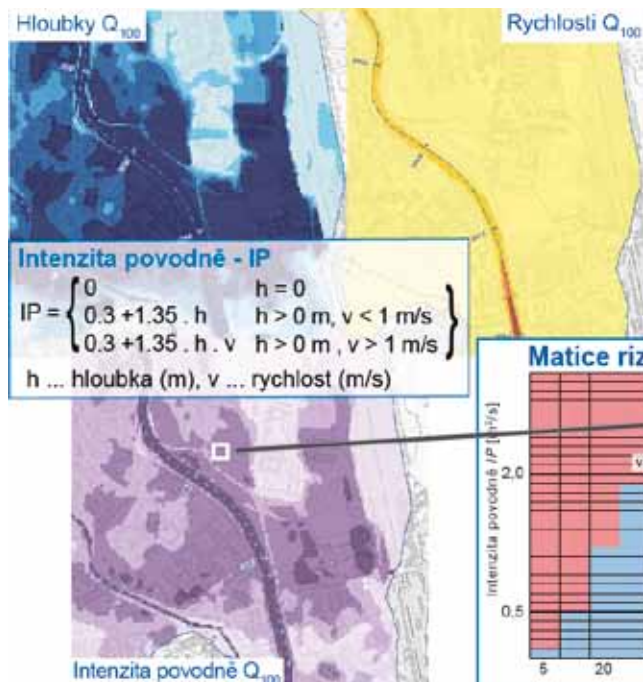 Hloubky Q100
Rychlosti Q100
Intenzita povodně - IP
IP = { 0 h = 0
0.3 +1.35 . h h > 0 m, v < 1 m/s
0.3 +1.35 . h . v h > 0 m , v > 1 m/s }
h ... hloubka (m), v ... rychlost (m/s)
Matice riz
Intenzita povodně IP [m²/s]
2.0
v
0.5
5 20
Intenzita povodně Q100